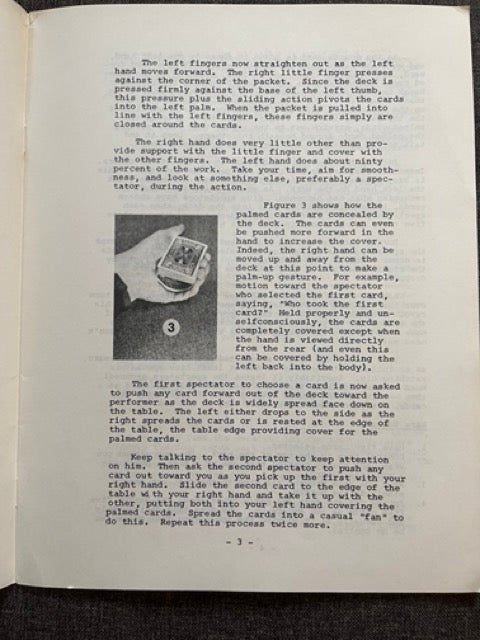 The left fingers now straighten out as the left
hand moves forward. The right little finger presses
against the corner of the packet. Since the deck is
pressed firmly against the base of the left thumb,
this pressure plus the sliding action pivots the cards
into the left palm. When the packet is pulled into
line with the left fingers, these fingers simply are
closed around the cards.
The right hand does very little other than pro-
vide support with the little finger and cover with
the other fingers. The left hand does about ninty
percent of the work. Take your time, aim for smooth-
ness, and look at something else, preferably a spec-
tator, during the action.
Figure 3 shows how the
palmed cards are concealed by
the deck. The cards can even
be pushed more forward in the
hand to increase the cover.
Indeed, the right hand can be
moved up and away from the
deck at this point to make a
palm-up gesture. For example,
motion toward the spectator
who selected the first card,
saying, "Who took the first
card?" Held properly and un-
selfconsciously, the cards are
completely covered except when
the hand is viewed directly
from the rear (and even this
can be covered by holding the
left back into the body).
3
The first spectator to choose a card is now asked
to push any card forward out of the deck toward the
performer as the deck is widely spread face down on
the table. The left either drops to the side as the
right spreads the cards or is rested at the edge of
the table, the table edge providing cover for the
palmed cards.
Keep talking to the spectator to keep attention
on him. Then ask the second spectator to push any
card out toward you as you pick up the first with your
right hand. Slide the second card to the edge of the
table with your right hand and take it up with the
other, putting both into your left hand covering the
palmed cards. Spread the cards into a casual "fan" to
do this. Repeat this process twice more.
- 3 -